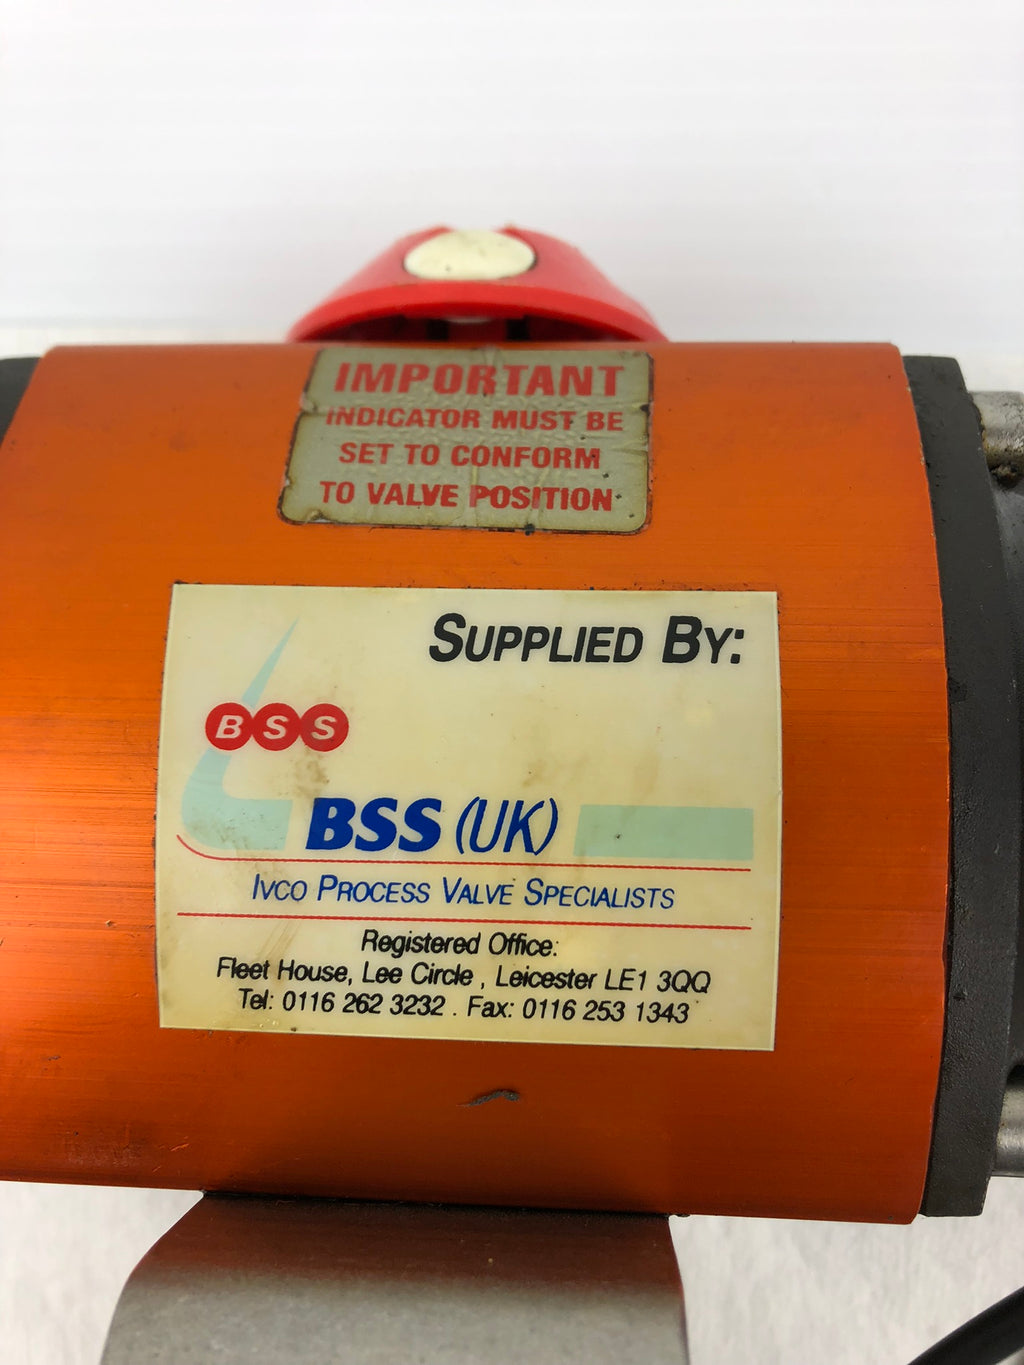 IMPORTANT
INDICATOR MUST BE
SET TO CONFORM
TO VALVE POSITION
SUPPLIED BY:
BSS
BSS (UK)
IVCO PROCESS VALVE SPECIALISTS
Registered Office:
Fleet House, Lee Circle , Leicester LE1 3QQ
Tel: 0116 262 3232 . Fax: 0116 253 1343